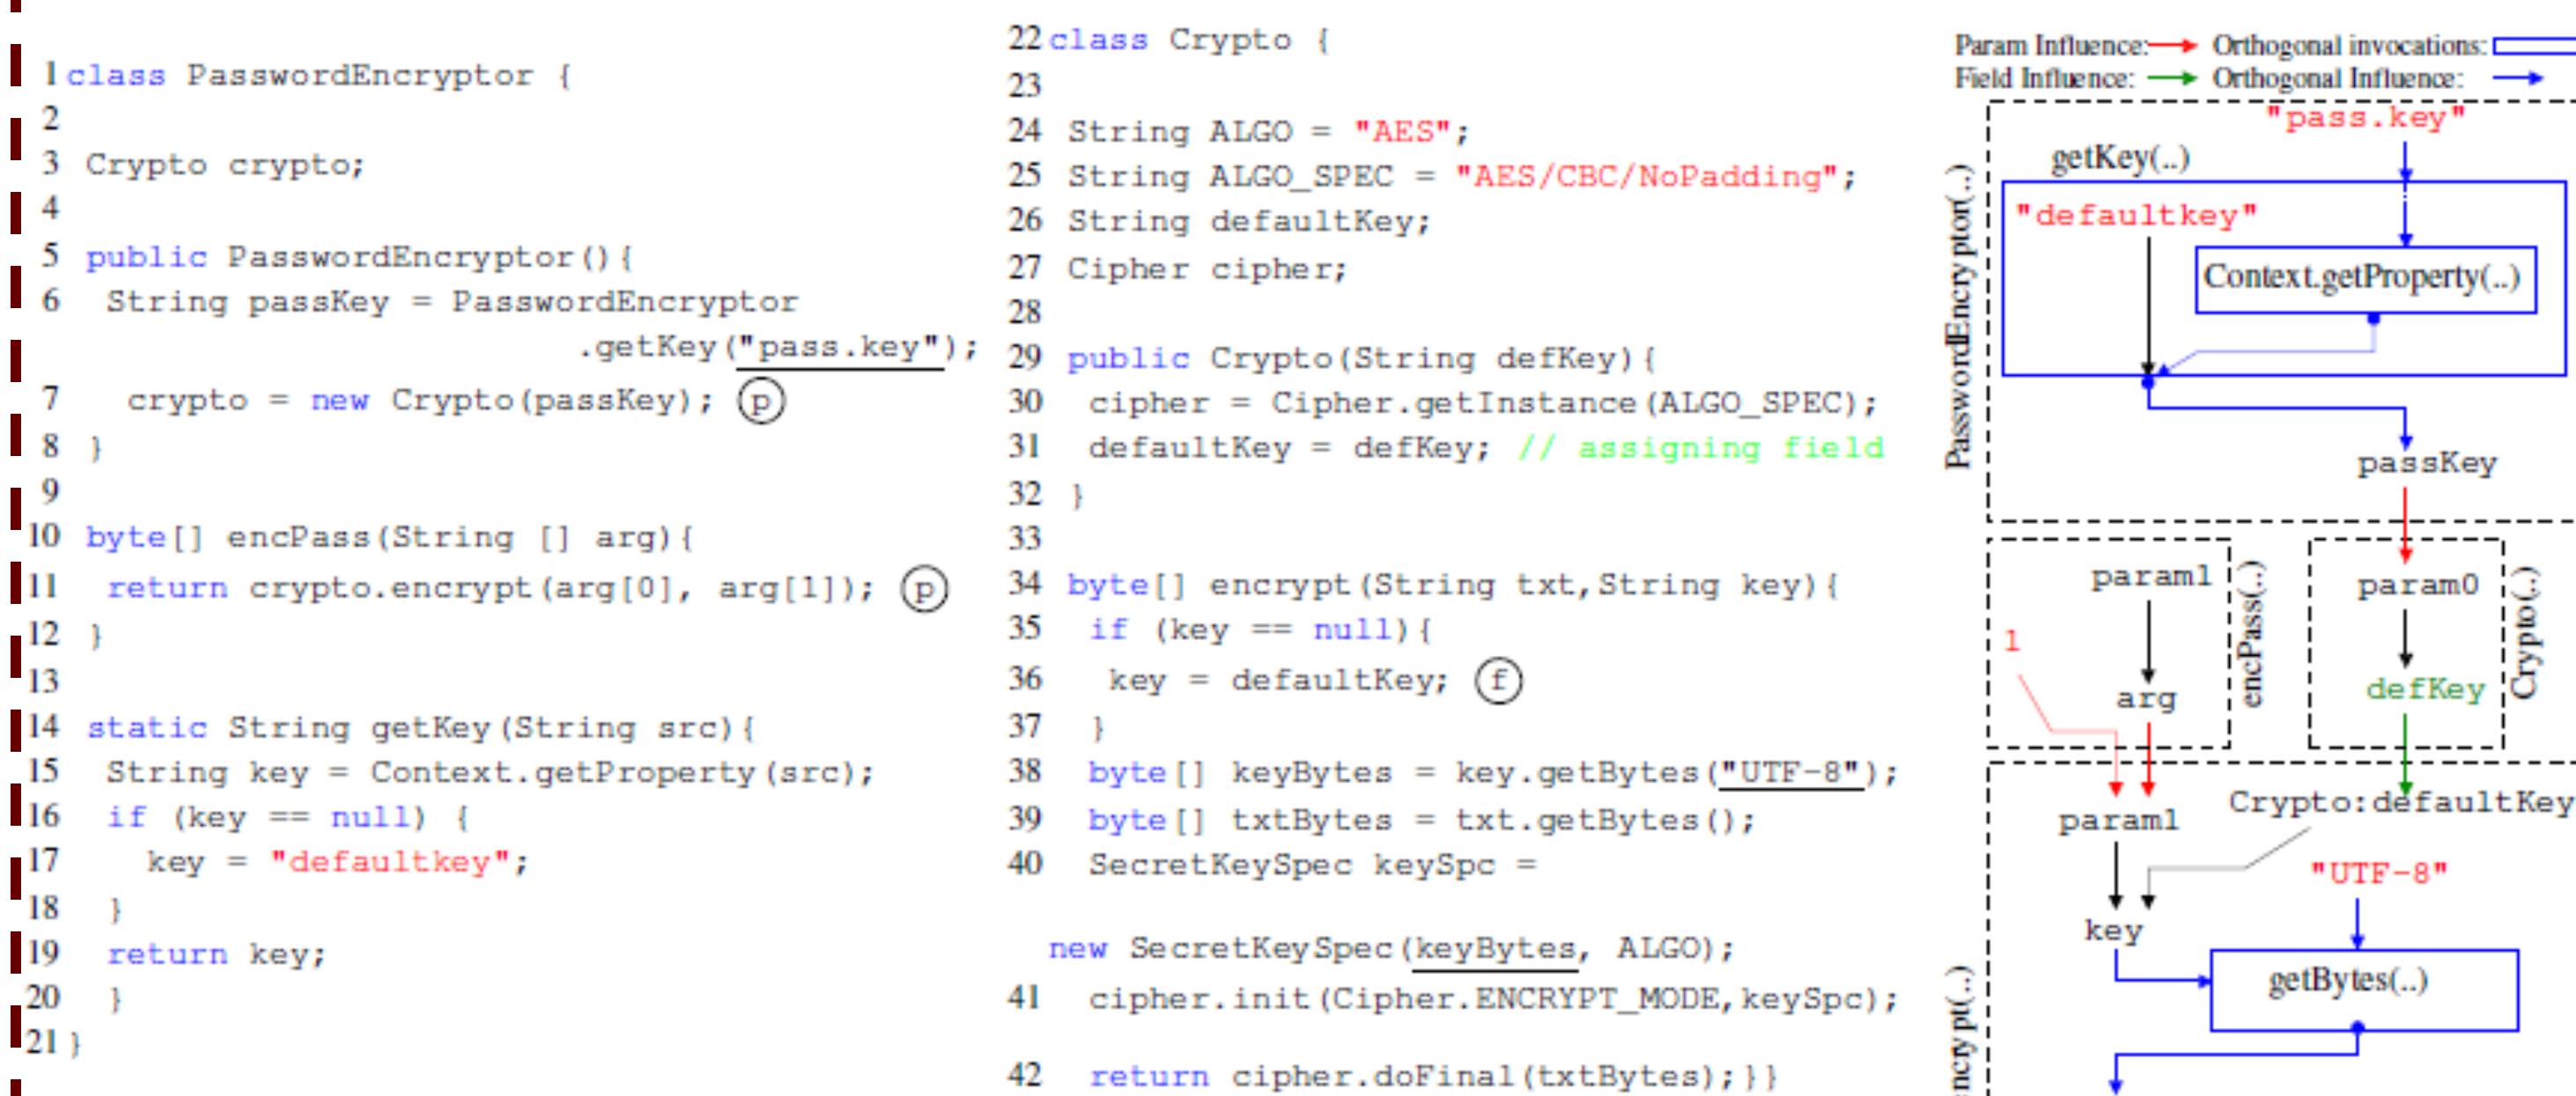 1 class PasswordEncryptor {
2
3 Crypto crypto;
4
5 public PasswordEncryptor(){
6 String passKey = PasswordEncryptor
.getKey("pass.key");
7 crypto = new Crypto(passKey); p
8 }
9
10 byte[] encPass(String [] arg){
11 return crypto.encrypt(arg[0], arg[1]); p
12 }
13
14 static String getKey(String src){
15 String key = Context.getProperty(src);
16 if (key == null) {
17 key = "defaultkey";
18 }
19 return key;
20 }
21 }
22 class Crypto {
23
24 String ALGO = "AES";
25 String ALGO_SPEC = "AES/CBC/NoPadding";
26 String defaultKey;
27 Cipher cipher;
28
29 public Crypto(String defKey){
30 cipher = Cipher.getInstance(ALGO_SPEC);
31 defaultKey = defKey; // assigning field
32 }
33
34 byte[] encrypt(String txt,String key){
35 if (key == null){
36 key = defaultKey; f
37 }
38 byte[] keyBytes = key.getBytes("UTF-8");
39 byte[] txtBytes = txt.getBytes();
40 SecretKeySpec keySpc =
new SecretKeySpec(keyBytes, ALGO);
41 cipher.init(Cipher.ENCRYPT_MODE,keySpc);
42 return cipher.doFinal(txtBytes);}}
Param Influence: Orthogonal invocations:
Field Influence: Orthogonal Influence:
PasswordEncryptor(..)
"pass.key"
getKey(..)
"defaultkey"
Context.getProperty(..)
passKey
param1
encPass(..)
param0
Crypto(..)
1
arg
defKey
param1
Crypto:defaultKey
"UTF-8"
key
getBytes(..)
ncrypt(..)